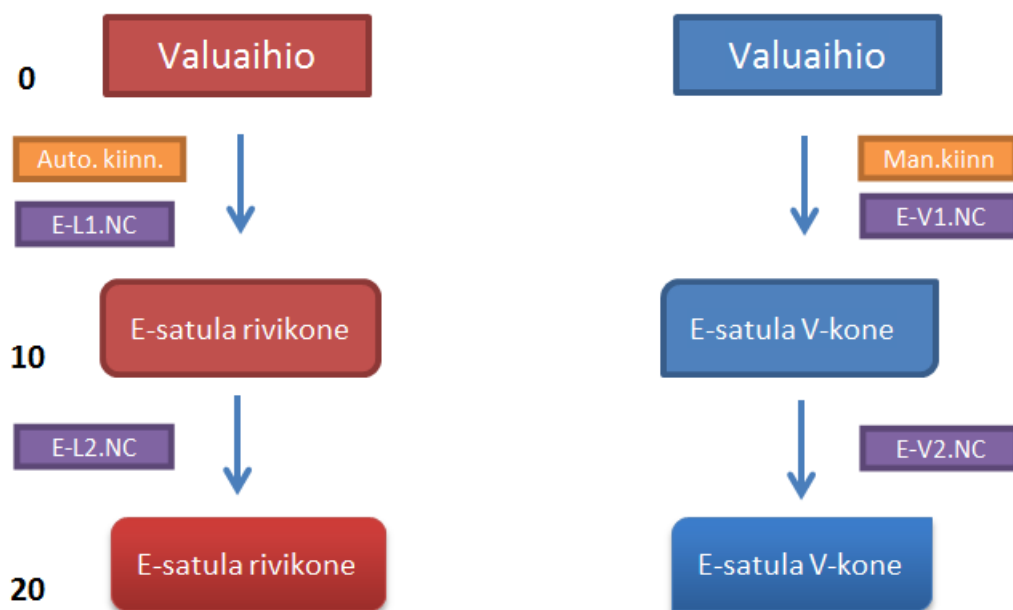 Valuaihio
Valuaihio
0
Auto. kiinn.
Man.kiinn
E-L1.NC
E-V1.NC
E-satula rivikone
E-satula V-kone
10
E-L2.NC
E-V2.NC
E-satula rivikone
E-satula V-kone
20